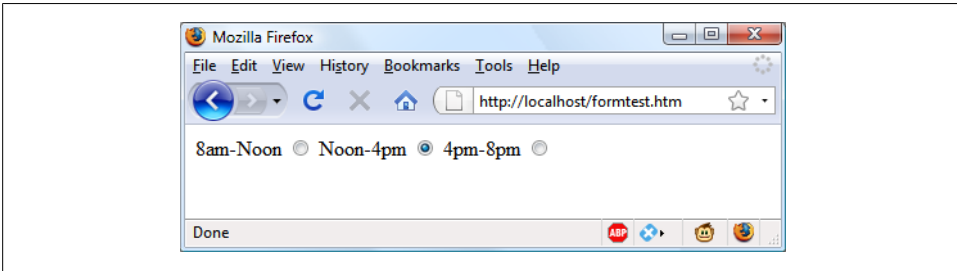 Mozilla Firefox
File Edit View History Bookmarks Tools Help
http://localhost/formtest.htm
8am-Noon Noon-4pm 4pm-8pm
Done ABP